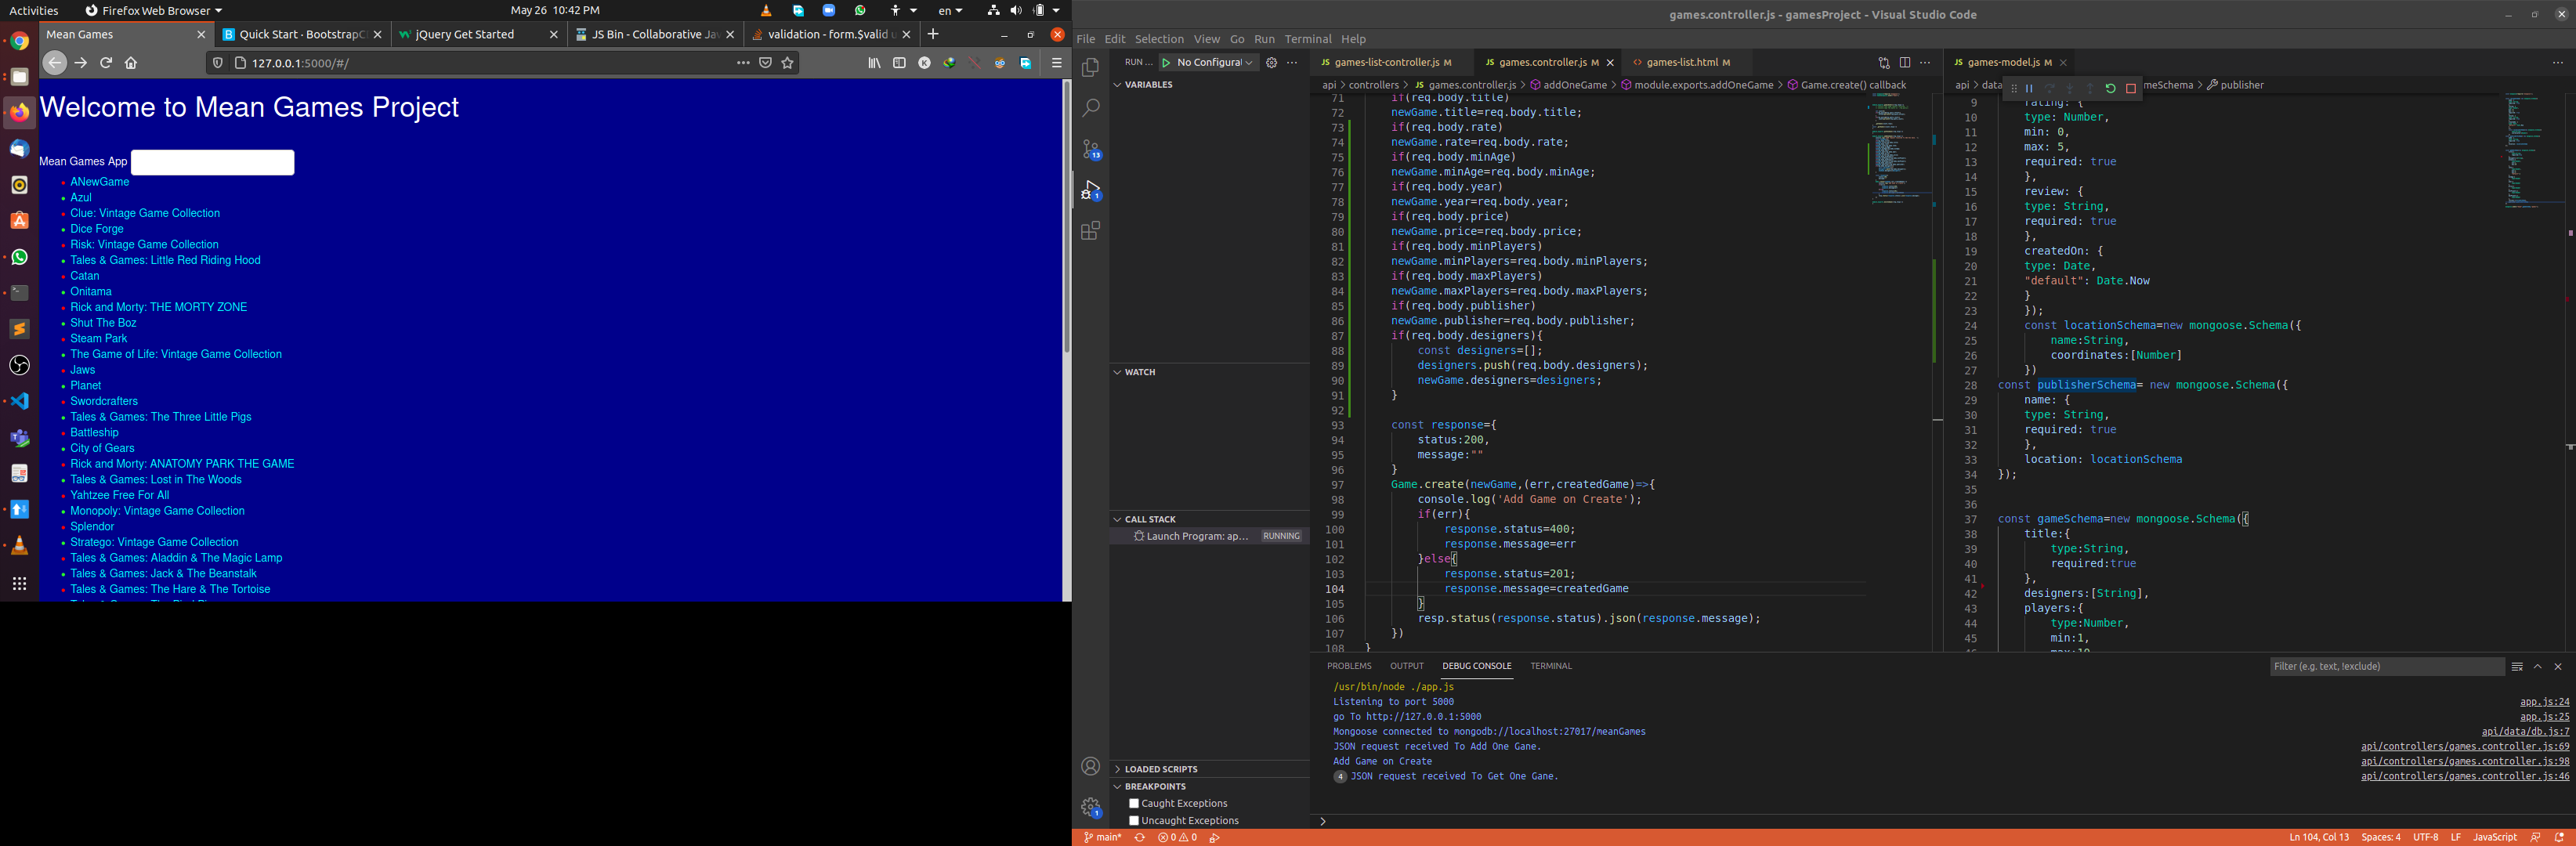 Activities
Firefox Web Browser
May 26 10:42 PM
en
Mean Games
Quick Start · BootstrapC
jQuery Get Started
JS Bin - Collaborative Jav
validation - form.$valid u
127.0.0.1:5000/#/
Welcome to Mean Games Project
Mean Games App
ANewGame
Azul
Clue: Vintage Game Collection
Dice Forge
Risk: Vintage Game Collection
Tales & Games: Little Red Riding Hood
Catan
Onitama
Rick and Morty: THE MORTY ZONE
Shut The Boz
Steam Park
The Game of Life: Vintage Game Collection
Jaws
Planet
Swordcrafters
Tales & Games: The Three Little Pigs
Battleship
City of Gears
Rick and Morty: ANATOMY PARK THE GAME
Tales & Games: Lost in The Woods
Yahtzee Free For All
Monopoly: Vintage Game Collection
Splendor
Stratego: Vintage Game Collection
Tales & Games: Aladdin & The Magic Lamp
Tales & Games: Jack & The Beanstalk
Tales & Games: The Hare & The Tortoise
games.controller.js - gamesProject - Visual Studio Code
File Edit Selection View Go Run Terminal Help
RUN ... No Configurat
VARIABLES
WATCH
CALL STACK
Launch Program: ap... RUNNING
LOADED SCRIPTS
BREAKPOINTS
Caught Exceptions
Uncaught Exceptions
13
1
1
games-list-controller.js M
games.controller.js M
games-list.html M
api > controllers > games.controller.js > addOneGame > module.exports.addOneGame > Game.create() callback
71 if(req.body.title)
72 newGame.title=req.body.title;
73 if(req.body.rate)
74 newGame.rate=req.body.rate;
75 if(req.body.minAge)
76 newGame.minAge=req.body.minAge;
77 if(req.body.year)
78 newGame.year=req.body.year;
79 if(req.body.price)
80 newGame.price=req.body.price;
81 if(req.body.minPlayers)
82 newGame.minPlayers=req.body.minPlayers;
83 if(req.body.maxPlayers)
84 newGame.maxPlayers=req.body.maxPlayers;
85 if(req.body.publisher)
86 newGame.publisher=req.body.publisher;
87 if(req.body.designers){
88 const designers=[];
89 designers.push(req.body.designers);
90 newGame.designers=designers;
91 }
92
93 const response={
94 status:200,
95 message:""
96 }
97 Game.create(newGame,(err,createdGame)=>{
98 console.log('Add Game on Create');
99 if(err){
100 response.status=400;
101 response.message=err
102 }else{
103 response.status=201;
104 response.message=createdGame
105 }
106 resp.status(response.status).json(response.message);
107 })
108 }
games-model.js M
api > data
meSchema > publisher
9 rating: {
10 type: Number,
11 min: 0,
12 max: 5,
13 required: true
14 },
15 review: {
16 type: String,
17 required: true
18 },
19 createdOn: {
20 type: Date,
21 "default": Date.Now
22 }
23 });
24 const locationSchema=new mongoose.Schema({
25 name:String,
26 coordinates:[Number]
27 })
28 const publisherSchema= new mongoose.Schema({
29 name: {
30 type: String,
31 required: true
32 },
33 location: locationSchema
34 });
35
36
37 const gameSchema=new mongoose.Schema({
38 title:{
39 type:String,
40 required:true
41 },
42 designers:[String],
43 players:{
44 type:Number,
45 min:1,
PROBLEMS OUTPUT DEBUG CONSOLE TERMINAL
Filter (e.g. text, !exclude)
/usr/bin/node ./app.js
Listening to port 5000 app.js:24
go To http://127.0.0.1:5000 app.js:25
Mongoose connected to mongodb://localhost:27017/meanGames api/data/db.js:7
JSON request received To Add One Gane. api/controllers/games.controller.js:69
Add Game on Create api/controllers/games.controller.js:98
4 JSON request received To Get One Gane. api/controllers/games.controller.js:46
main* 0 0
Ln 104, Col 13 Spaces: 4 UTF-8 LF JavaScript